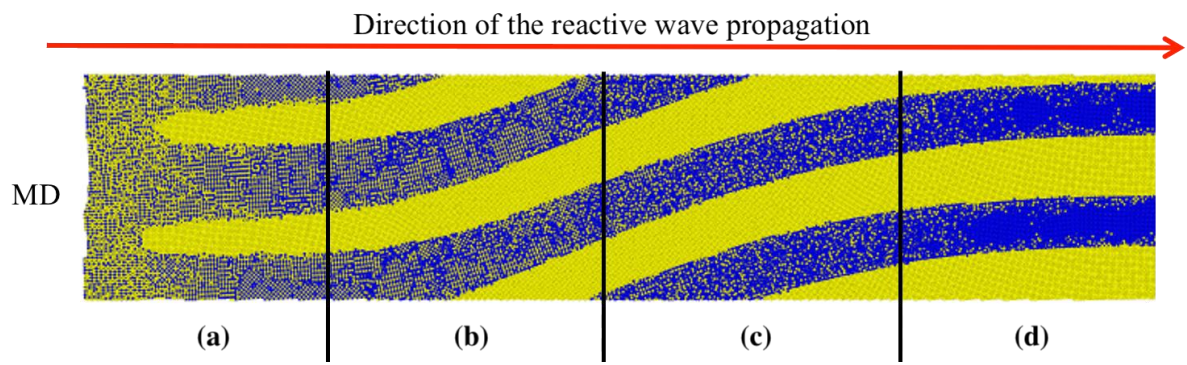 Direction of the reactive wave propagation
MD
(a) (b) (c) (d)